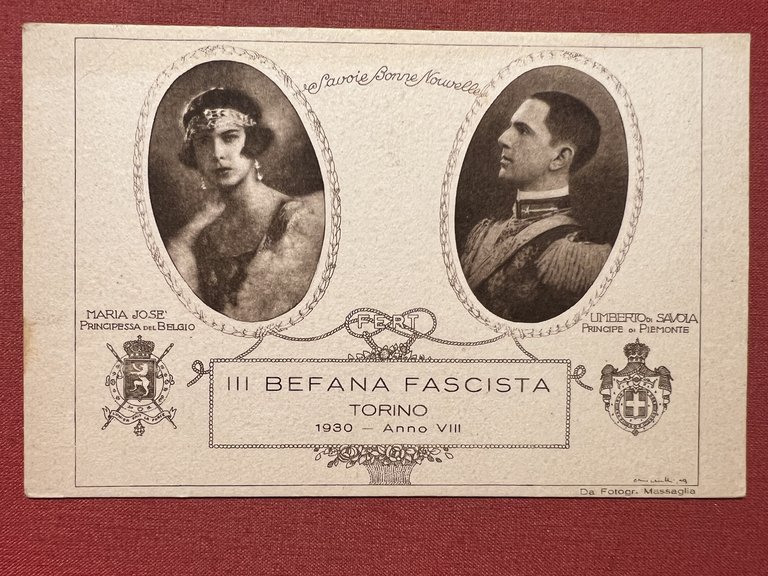 Savoie Bonne Nouvelle
MARIA JOSE'
PRINCIPESSA DEL BELGIO
F.E.R.T
UMBERTO DI SAVOIA
PRINCIPE DI PIEMONTE
III BEFANA FASCISTA
TORINO
1930 - Anno VIII
Da Fotogr. Massaglia